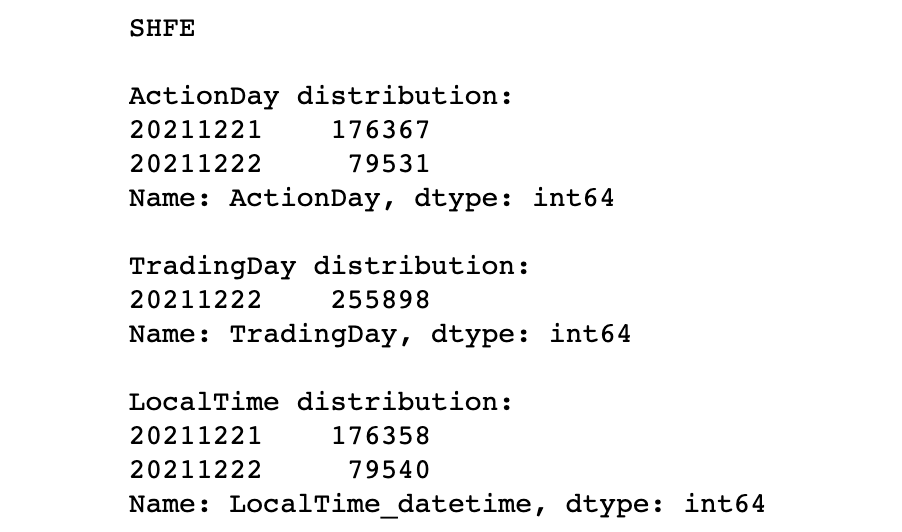 SHFE
ActionDay distribution:
20211221    176367
20211222     79531
Name: ActionDay, dtype: int64
TradingDay distribution:
20211222    255898
Name: TradingDay, dtype: int64
LocalTime distribution:
20211221    176358
20211222     79540
Name: LocalTime_datetime, dtype: int64